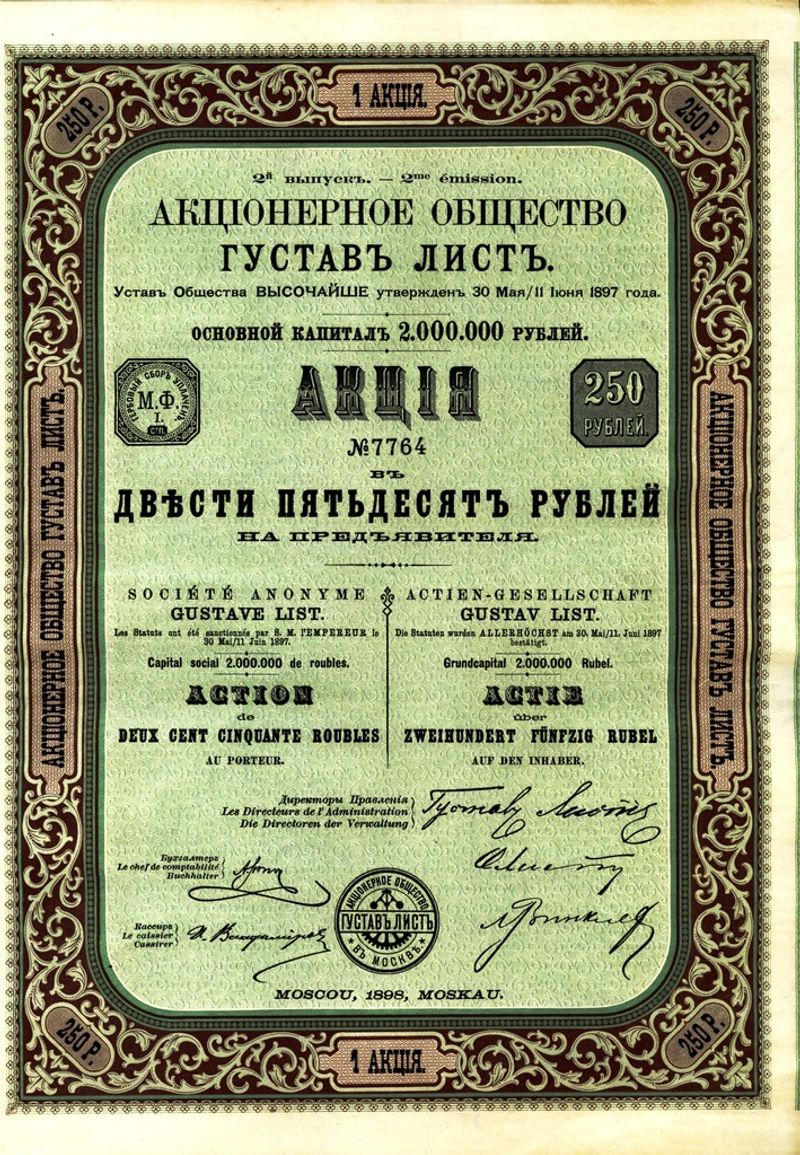 1 АКЦІЯ.
250 Р.
250 Р.
2й выпускъ. — 2me émission.
АКЦІОНЕРНОЕ ОБЩЕСТВО
ГУСТАВЪ ЛИСТЪ.
Уставъ Общества ВЫСОЧАЙШЕ утвержденъ 30 Мая/11 Іюня 1897 года.
ОСНОВНОЙ КАПИТАЛЪ 2.000.000 РУБЛЕЙ.
ГЕРБОВЫЙ СБОРЪ УПЛАЧЕНЪ
М.Ф.
I.
СТП.
АКЦІЯ
250
РУБЛЕЙ.
№7764
въ
ДВѢСТИ ПЯТЬДЕСЯТЪ РУБЛЕЙ
НА ПРЕДЪЯВИТЕЛЯ.
АКЦІОНЕРНОЕ ОБЩЕСТВО ГУСТАВЪ ЛИСТЪ.
АКЦІОНЕРНОЕ ОБЩЕСТВО ГУСТАВЪ ЛИСТЪ.
SOCIÉTÉ ANONYME
GUSTAVE LIST.
Les Statuts ont été sanctionnés par S. M. l'EMPEREUR le
30 Mai/11 Juin 1897.
Capital social 2.000.000 de roubles.
ACTION
de
DEUX CENT CINQUANTE ROUBLES
AU PORTEUR.
ACTIEN-GESELLSCHAFT
GUSTAV LIST.
Die Statuten wurden ALLERHÖCHST am 30. Mai/11. Juni 1897
bestätigt.
Grundcapital 2.000.000 Rubel.
ACTIE
über
ZWEIHUNDERT FÜNFZIG RUBEL
AUF DEN INHABER.
Директоры Правленія
Les Directeurs de l'Administration
Die Directoren der Verwaltung
Густавъ Листъ
Бухгалтеръ
Le chef de comptabilité
Buchhalter
Кассиръ
Le caissier
Cassirer
АКЦІОНЕРНОЕ ОБЩЕСТВО
ГУСТАВЪ ЛИСТЪ
ВЪ МОСКВѢ
MOSCOU, 1898, MOSKAU.
250 Р.
1 АКЦІЯ.
250 Р.